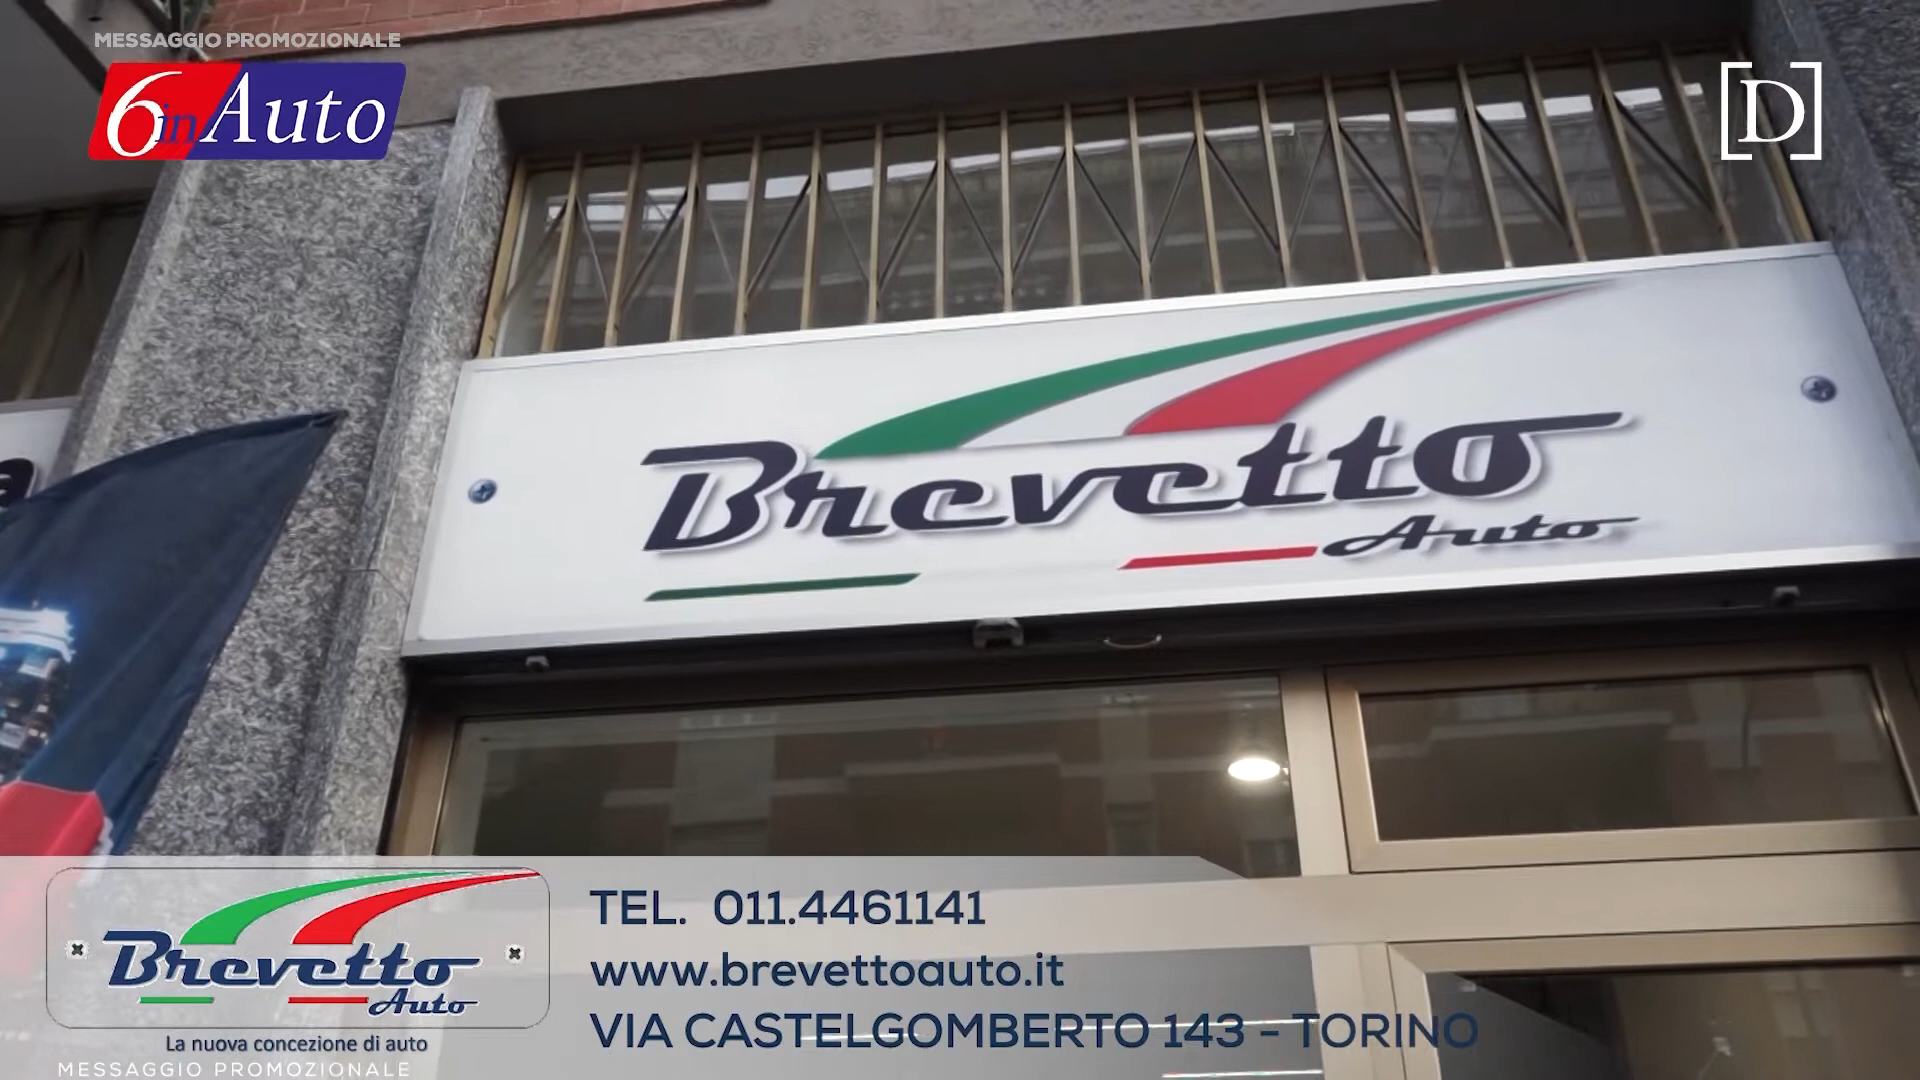 MESSAGGIO PROMOZIONALE
6inAuto
[D]
a
Brevetto
Auto
Brevetto
Auto
La nuova concezione di auto
MESSAGGIO PROMOZIONALE
TEL. 011.4461141
www.brevettoauto.it
VIA CASTELGOMBERTO 143 - TORINO